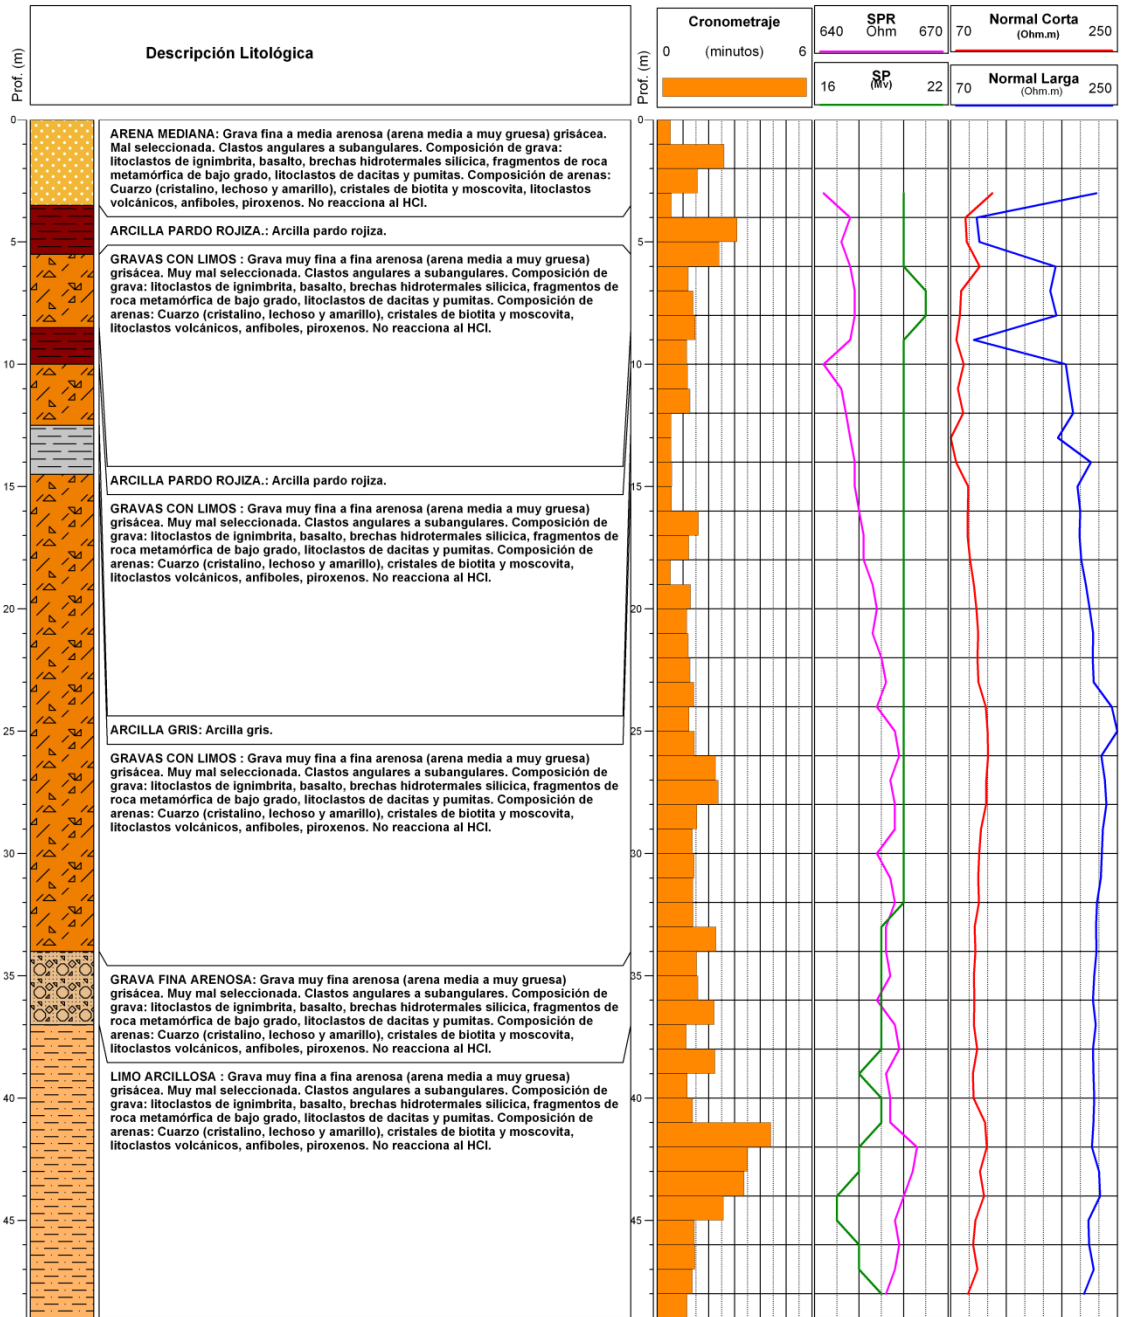 Prof. (m)
Descripción Litológica
Prof. (m)
Cronometraje
0 (minutos) 6
SPR
640 Ohm 670
SP
(Mv)
16 22
Normal Corta
70 (Ohm.m) 250
Normal Larga
70 (Ohm.m) 250
0
5
10
15
20
25
30
35
40
45
ARENA MEDIANA: Grava fina a media arenosa (arena media a muy gruesa) grisácea.
Mal seleccionada. Clastos angulares a subangulares. Composición de grava:
litoclastos de ignimbrita, basalto, brechas hidrotermales silícica, fragmentos de roca
metamórfica de bajo grado, litoclastos de dacitas y pumitas. Composición de arenas:
Cuarzo (cristalino, lechoso y amarillo), cristales de biotita y moscovita, litoclastos
volcánicos, anfiboles, piroxenos. No reacciona al HCl.
ARCILLA PARDO ROJIZA.: Arcilla pardo rojiza.
GRAVAS CON LIMOS : Grava muy fina a fina arenosa (arena media a muy gruesa)
grisácea. Muy mal seleccionada. Clastos angulares a subangulares. Composición de
grava: litoclastos de ignimbrita, basalto, brechas hidrotermales silícica, fragmentos de
roca metamórfica de bajo grado, litoclastos de dacitas y pumitas. Composición de
arenas: Cuarzo (cristalino, lechoso y amarillo), cristales de biotita y moscovita,
litoclastos volcánicos, anfiboles, piroxenos. No reacciona al HCl.
ARCILLA PARDO ROJIZA.: Arcilla pardo rojiza.
GRAVAS CON LIMOS : Grava muy fina a fina arenosa (arena media a muy gruesa)
grisácea. Muy mal seleccionada. Clastos angulares a subangulares. Composición de
grava: litoclastos de ignimbrita, basalto, brechas hidrotermales silícica, fragmentos de
roca metamórfica de bajo grado, litoclastos de dacitas y pumitas. Composición de
arenas: Cuarzo (cristalino, lechoso y amarillo), cristales de biotita y moscovita,
litoclastos volcánicos, anfiboles, piroxenos. No reacciona al HCl.
ARCILLA GRIS: Arcilla gris.
GRAVAS CON LIMOS : Grava muy fina a fina arenosa (arena media a muy gruesa)
grisácea. Muy mal seleccionada. Clastos angulares a subangulares. Composición de
grava: litoclastos de ignimbrita, basalto, brechas hidrotermales silícica, fragmentos de
roca metamórfica de bajo grado, litoclastos de dacitas y pumitas. Composición de
arenas: Cuarzo (cristalino, lechoso y amarillo), cristales de biotita y moscovita,
litoclastos volcánicos, anfiboles, piroxenos. No reacciona al HCl.
GRAVA FINA ARENOSA: Grava muy fina arenosa (arena media a muy gruesa)
grisácea. Muy mal seleccionada. Clastos angulares a subangulares. Composición de
grava: litoclastos de ignimbrita, basalto, brechas hidrotermales silícica, fragmentos de
roca metamórfica de bajo grado, litoclastos de dacitas y pumitas. Composición de
arenas: Cuarzo (cristalino, lechoso y amarillo), cristales de biotita y moscovita,
litoclastos volcánicos, anfiboles, piroxenos. No reacciona al HCl.
LIMO ARCILLOSA : Grava muy fina a fina arenosa (arena media a muy gruesa)
grisácea. Muy mal seleccionada. Clastos angulares a subangulares. Composición de
grava: litoclastos de ignimbrita, basalto, brechas hidrotermales silícica, fragmentos de
roca metamórfica de bajo grado, litoclastos de dacitas y pumitas. Composición de
arenas: Cuarzo (cristalino, lechoso y amarillo), cristales de biotita y moscovita,
litoclastos volcánicos, anfiboles, piroxenos. No reacciona al HCl.
0
5
10
15
20
25
30
35
40
45